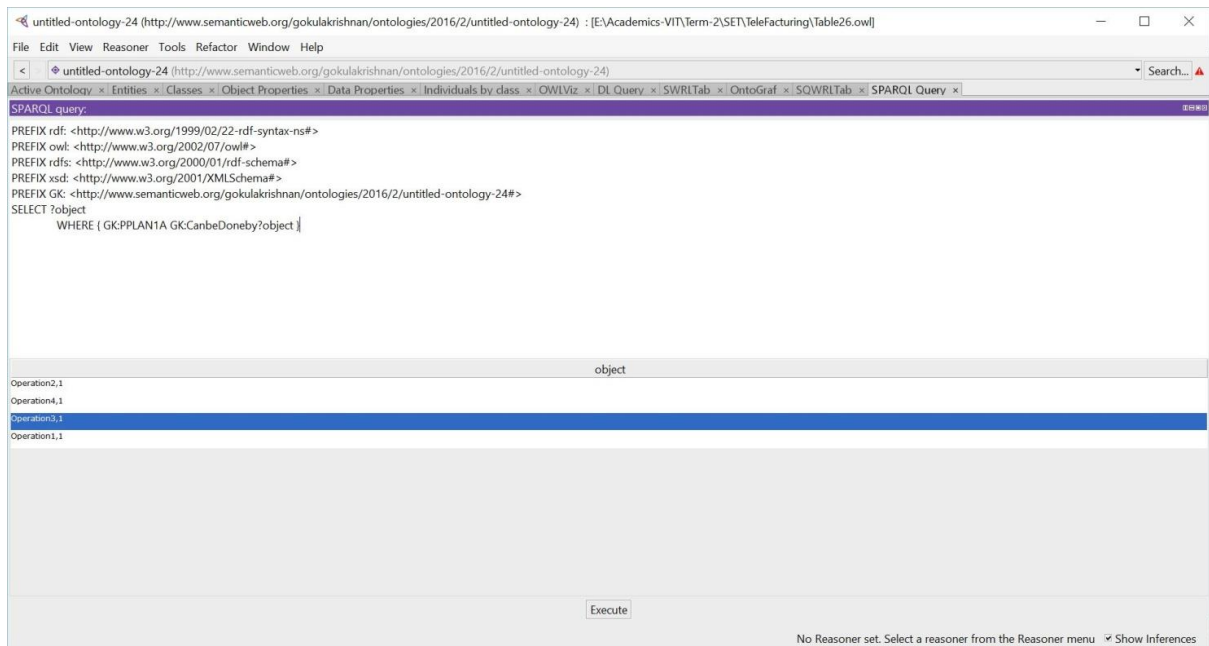 untitled-ontology-24 (http://www.semanticweb.org/gokulakrishnan/ontologies/2016/2/untitled-ontology-24) : [E:\Academics-VIT\Term-2\SET\TeleFacturing\Table26.owl]
File Edit View Reasoner Tools Refactor Window Help
< > untitled-ontology-24 (http://www.semanticweb.org/gokulakrishnan/ontologies/2016/2/untitled-ontology-24) Search...
Active Ontology × Entities × Classes × Object Properties × Data Properties × Individuals by class × OWLViz × DL Query × SWRLTab × OntoGraf × SQWRLTab × SPARQL Query ×
SPARQL query:
PREFIX rdf: <http://www.w3.org/1999/02/22-rdf-syntax-ns#>
PREFIX owl: <http://www.w3.org/2002/07/owl#>
PREFIX rdfs: <http://www.w3.org/2000/01/rdf-schema#>
PREFIX xsd: <http://www.w3.org/2001/XMLSchema#>
PREFIX GK: <http://www.semanticweb.org/gokulakrishnan/ontologies/2016/2/untitled-ontology-24#>
SELECT ?object
WHERE { GK:PPLAN1A GK:CanbeDoneby?object }
object
Operation2,1
Operation4,1
Operation3,1
Operation1,1
Execute
No Reasoner set. Select a reasoner from the Reasoner menu Show Inferences